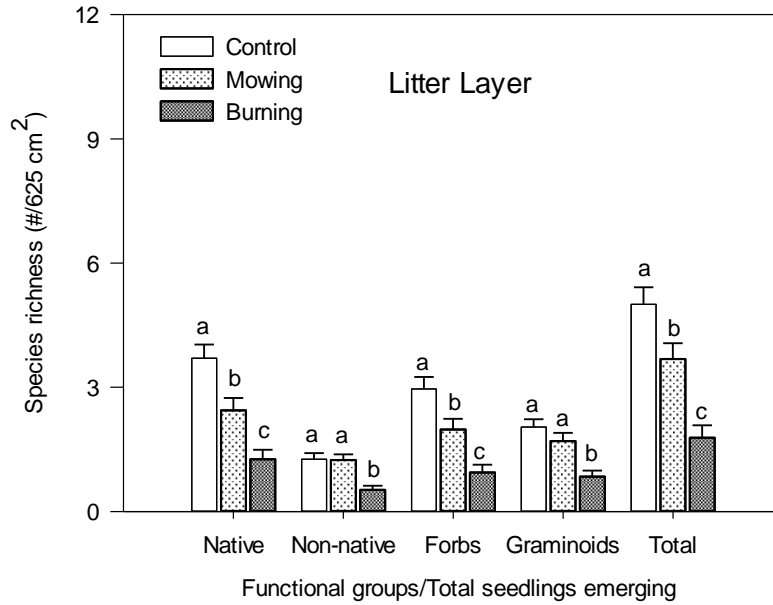 12
9
6
3
0
Species richness (#/625 cm²)
Control
Mowing
Burning
Litter Layer
a
b
c
a
a
b
a
b
c
a
a
b
a
b
c
Native
Non-native
Forbs
Graminoids
Total
Functional groups/Total seedlings emerging